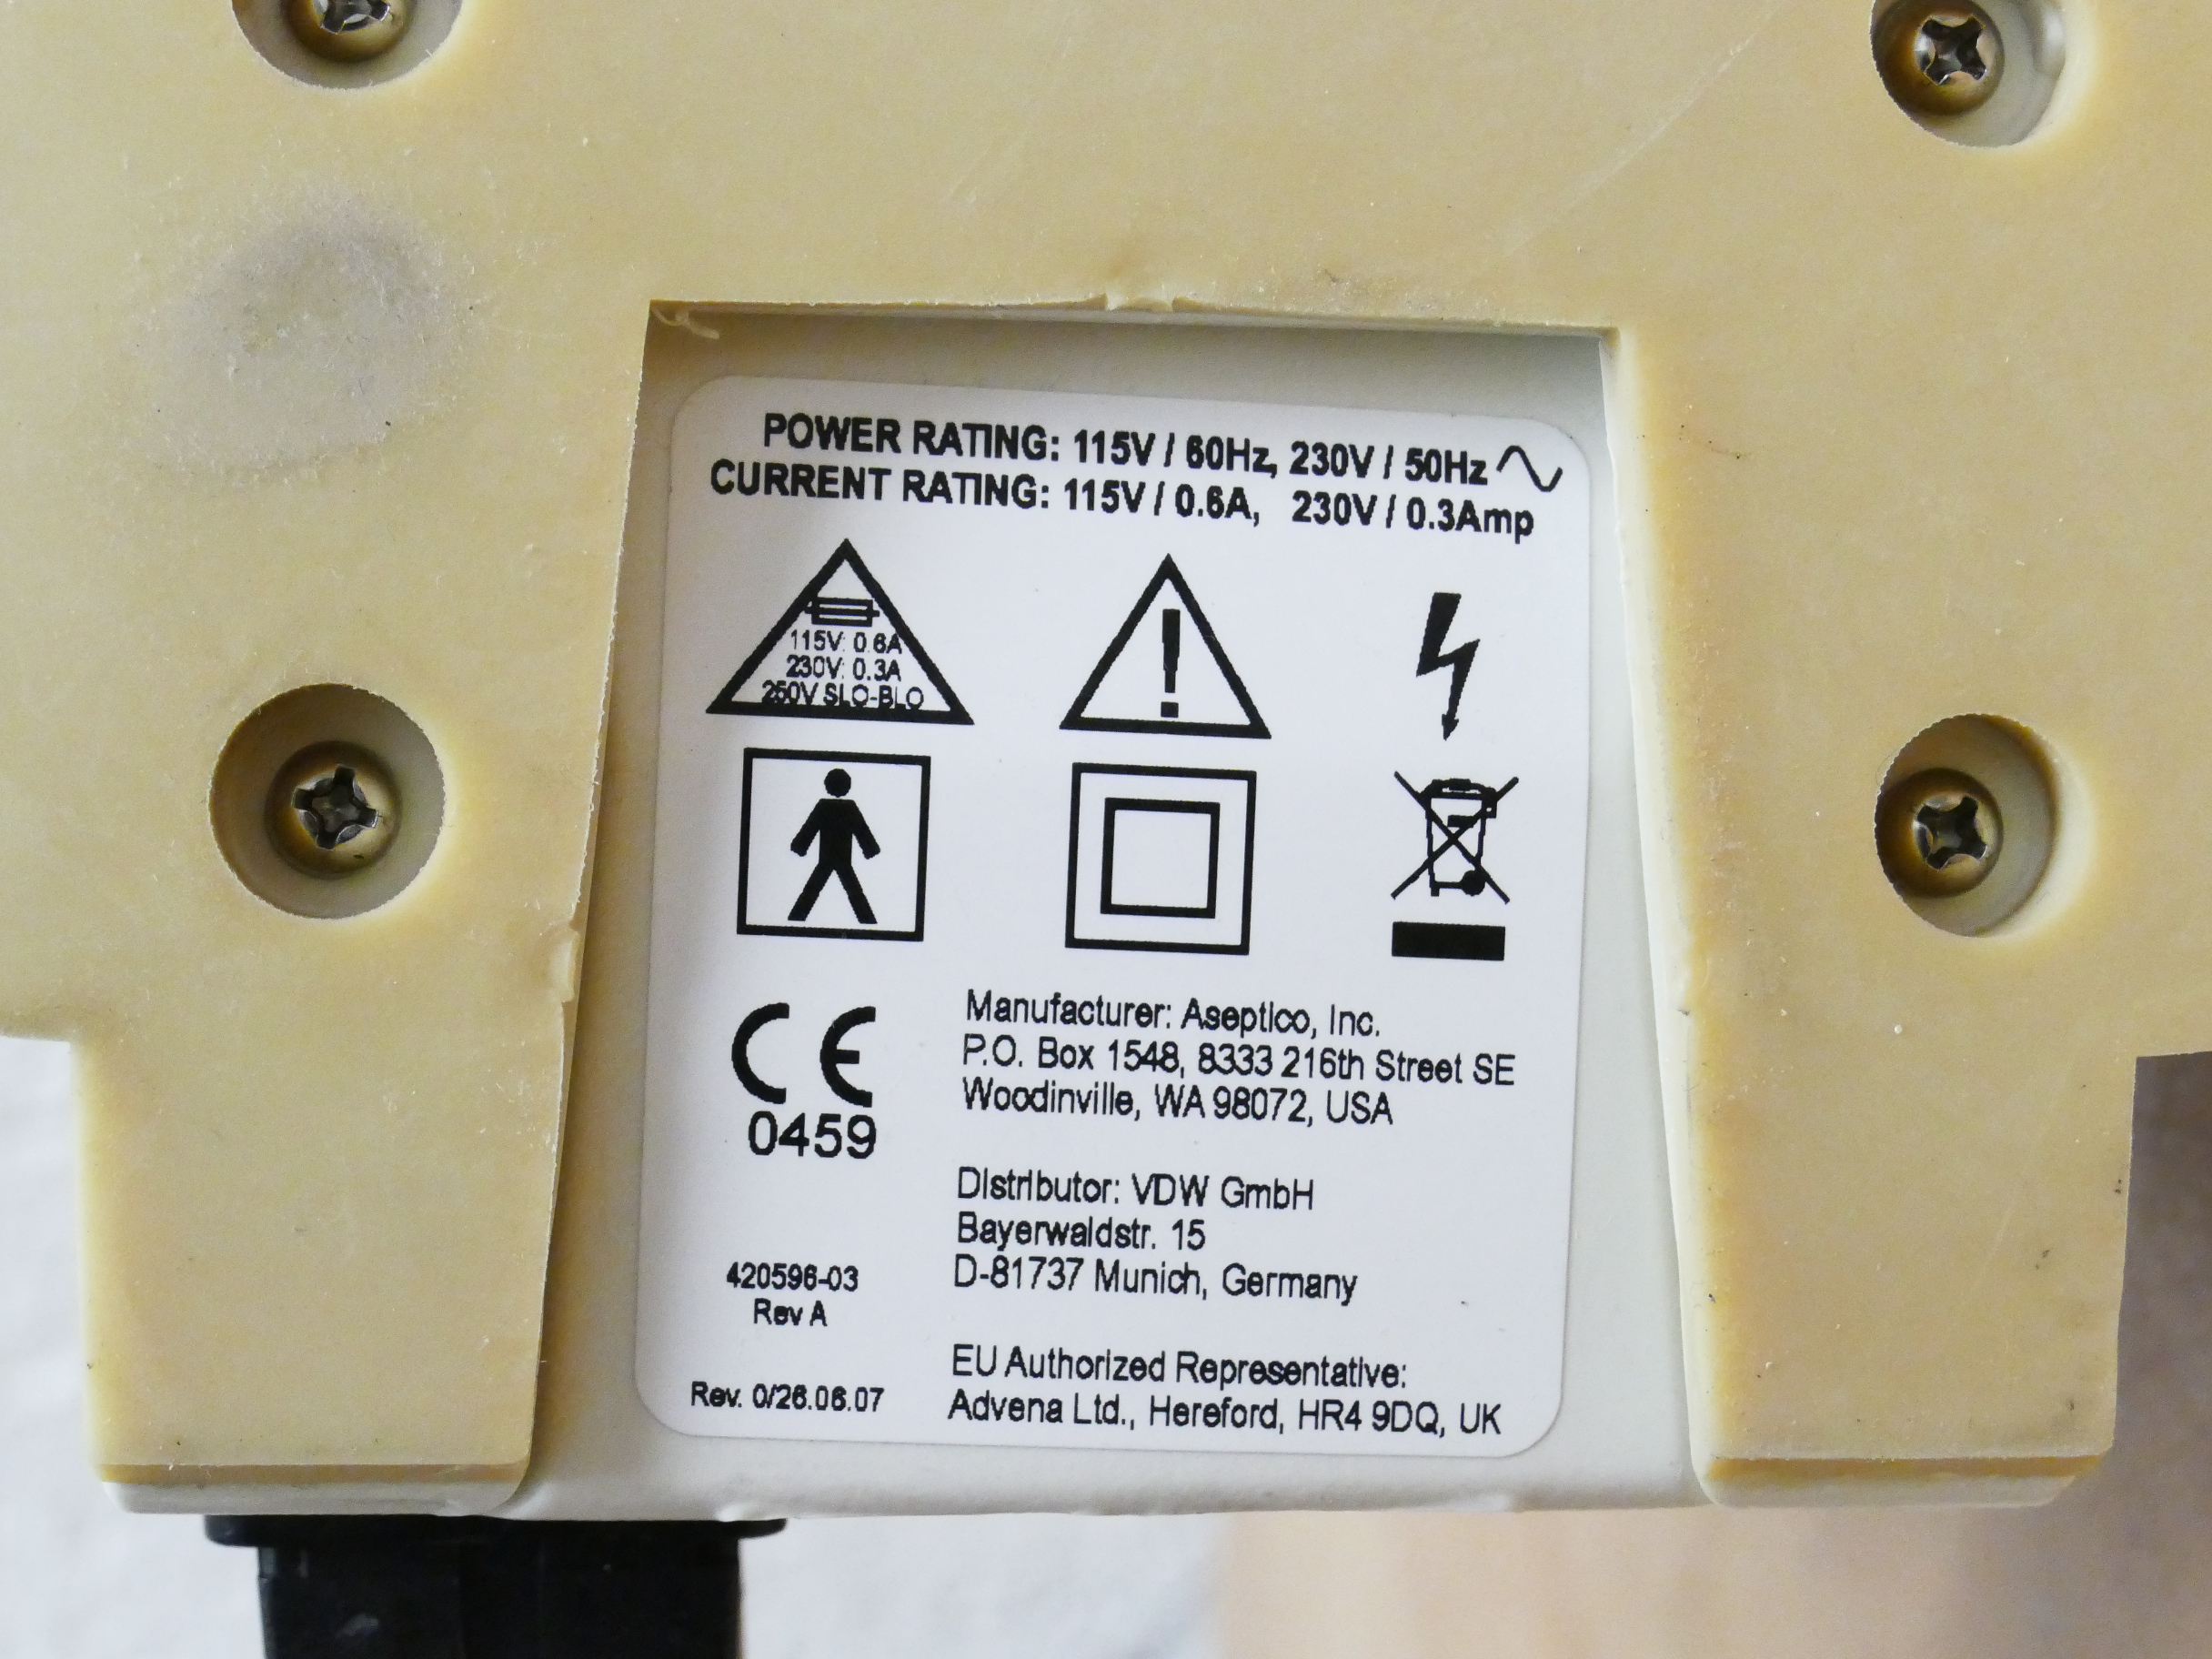 POWER RATING: 115V / 60Hz, 230V / 50Hz
CURRENT RATING: 115V / 0.6A, 230V / 0.3Amp
115V: 0.6A
230V: 0.3A
250V SLO-BLO
CE
0459
Manufacturer: Aseptico, Inc.
P.O. Box 1548, 8333 216th Street SE
Woodinville, WA 98072, USA
Distributor: VDW GmbH
Bayerwaldstr. 15
D-81737 Munich, Germany
420596-03
Rev A
EU Authorized Representative:
Advena Ltd., Hereford, HR4 9DQ, UK
Rev. 0/26.06.07